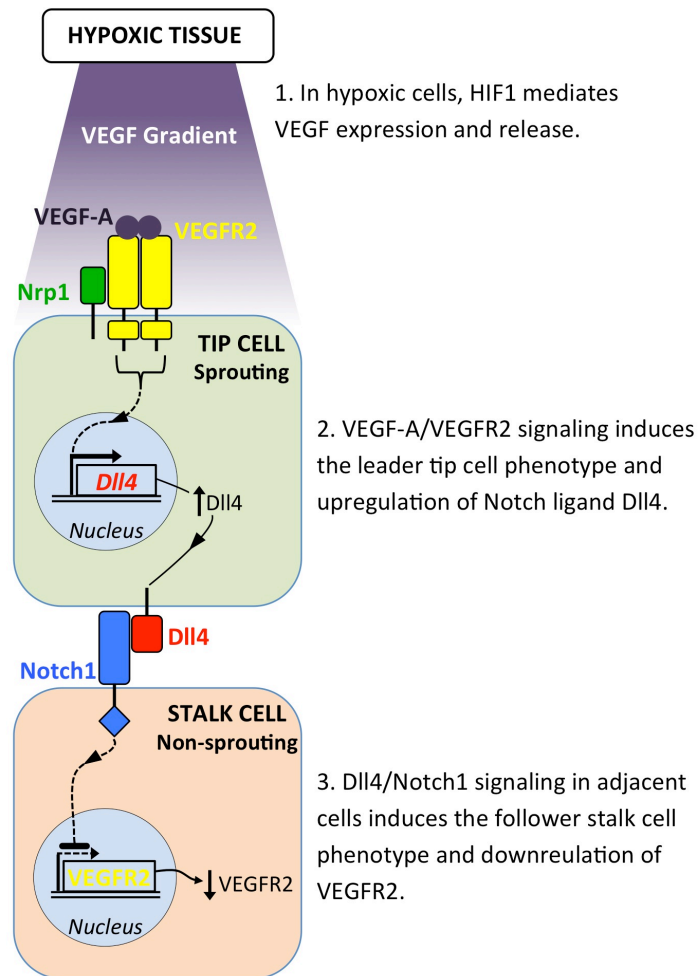 HYPOXIC TISSUE
1. In hypoxic cells, HIF1 mediates
VEGF expression and release.
VEGF Gradient
VEGF-A
VEGFR2
Nrp1
TIP CELL
Sprouting
2. VEGF-A/VEGFR2 signaling induces
the leader tip cell phenotype and
upregulation of Notch ligand Dll4.
Dll4
Dll4
Nucleus
Dll4
Notch1
STALK CELL
Non-sprouting
3. Dll4/Notch1 signaling in adjacent
cells induces the follower stalk cell
phenotype and downreulation of
VEGFR2.
VEGFR2
VEGFR2
Nucleus